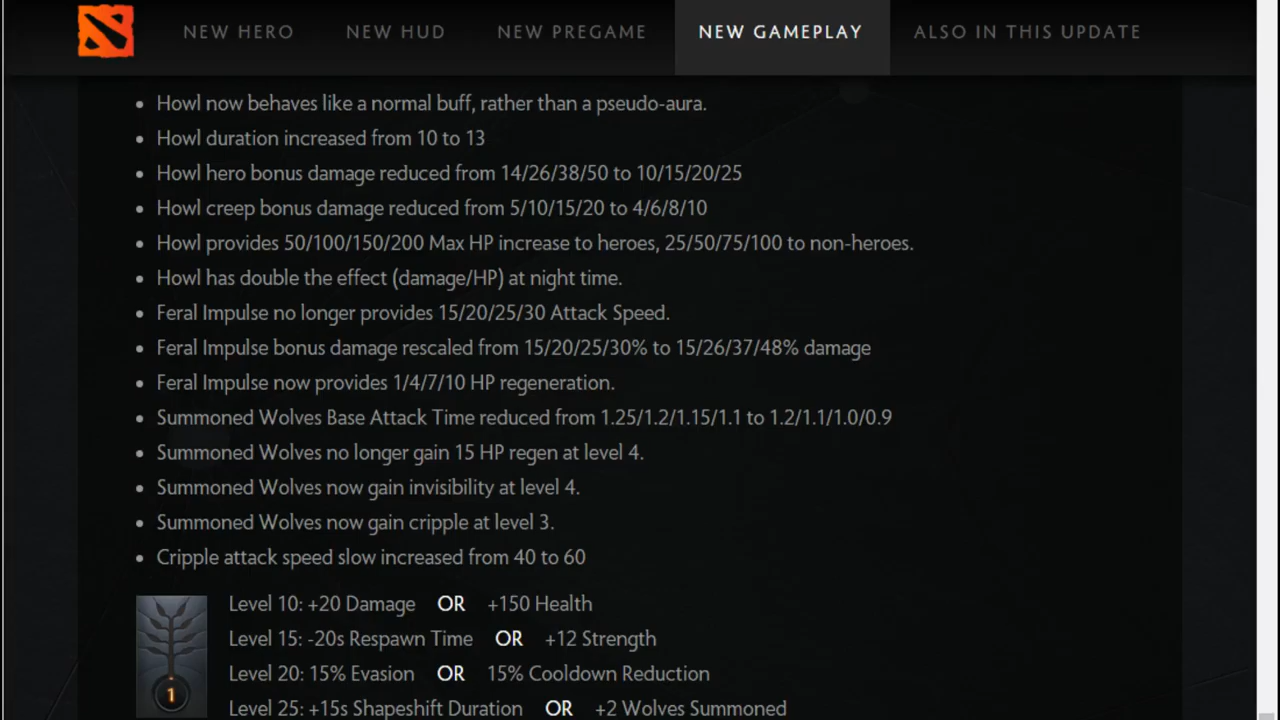 NEW HERO NEW HUD NEW PREGAME NEW GAMEPLAY ALSO IN THIS UPDATE
• Howl now behaves like a normal buff, rather than a pseudo-aura.
• Howl duration increased from 10 to 13
• Howl hero bonus damage reduced from 14/26/38/50 to 10/15/20/25
• Howl creep bonus damage reduced from 5/10/15/20 to 4/6/8/10
• Howl provides 50/100/150/200 Max HP increase to heroes, 25/50/75/100 to non-heroes.
• Howl has double the effect (damage/HP) at night time.
• Feral Impulse no longer provides 15/20/25/30 Attack Speed.
• Feral Impulse bonus damage rescaled from 15/20/25/30% to 15/26/37/48% damage
• Feral Impulse now provides 1/4/7/10 HP regeneration.
• Summoned Wolves Base Attack Time reduced from 1.25/1.2/1.15/1.1 to 1.2/1.1/1.0/0.9
• Summoned Wolves no longer gain 15 HP regen at level 4.
• Summoned Wolves now gain invisibility at level 4.
• Summoned Wolves now gain cripple at level 3.
• Cripple attack speed slow increased from 40 to 60
Level 10: +20 Damage OR +150 Health
Level 15: -20s Respawn Time OR +12 Strength
Level 20: 15% Evasion OR 15% Cooldown Reduction
1
Level 25: +15s Shapeshift Duration OR +2 Wolves Summoned